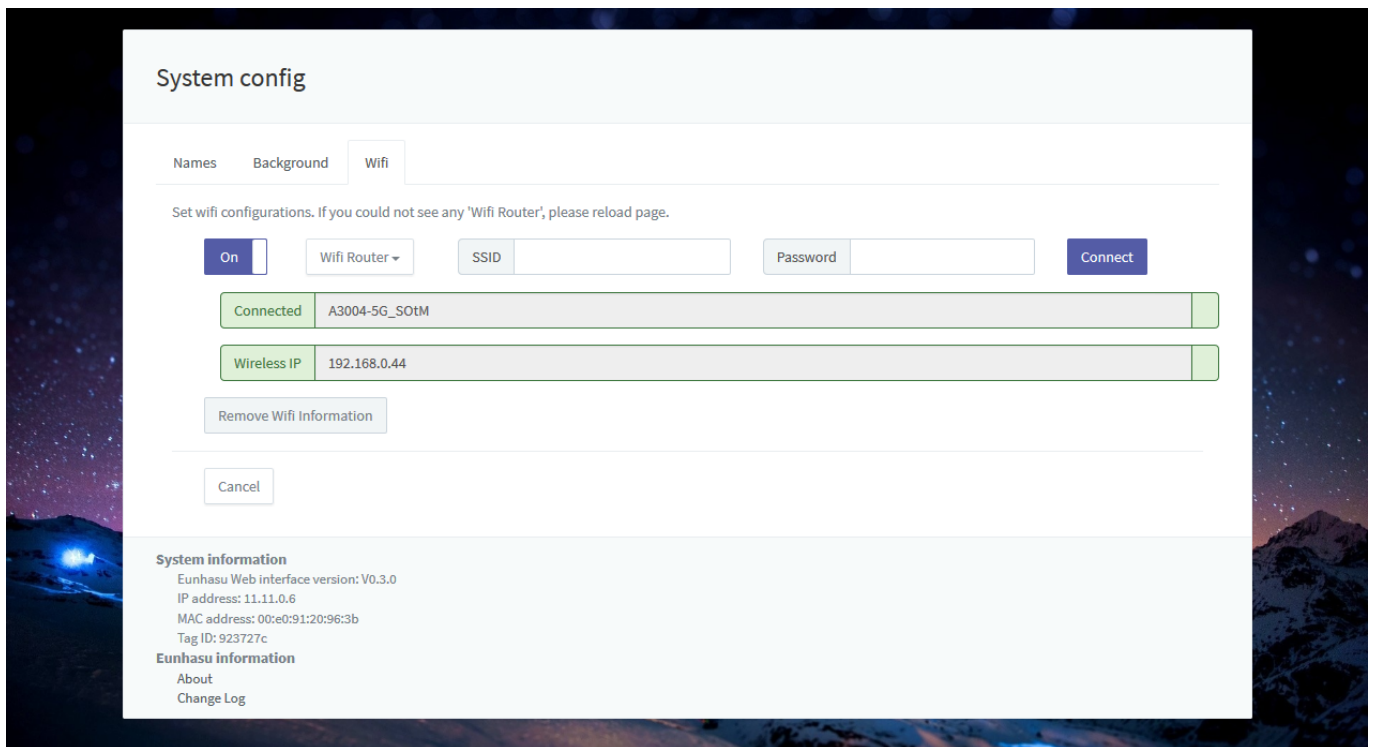 System config
Names Background Wifi
Set wifi configurations. If you could not see any 'Wifi Router', please reload page.
On Wifi Router SSID Password Connect
Connected A3004-5G_SOtM
Wireless IP 192.168.0.44
Remove Wifi Information
Cancel
System information
Eunhasu Web interface version: V0.3.0
IP address: 11.11.0.6
MAC address: 00:e0:91:20:96:3b
Tag ID: 923727c
Eunhasu information
About
Change Log